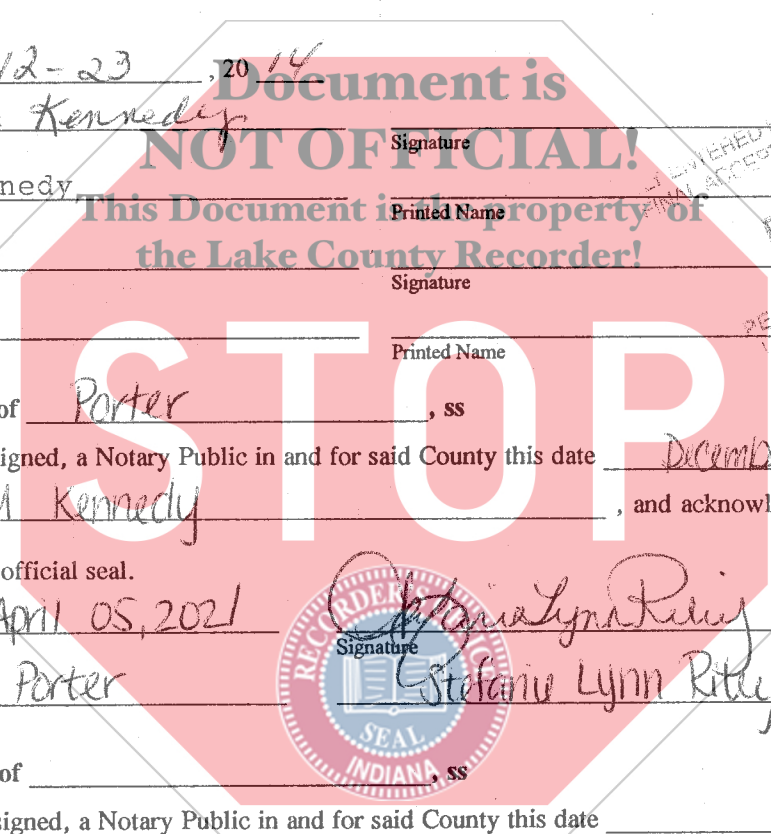 12-23, 20 14
Document is
Kennedy
NOT OFFICIAL!
Signature
nedy
This Document is the property of
Printed Name
the Lake County Recorder!
Signature
STOP
Printed Name
of Porter, ss
igned, a Notary Public in and for said County this date Decemb
M Kennedy, and acknowl
official seal.
April 05, 2021
RECORDER
Signature
Porter Stefanie Lynn
SEAL
INDIANA
of , ss
signed, a Notary Public in and for said County this date